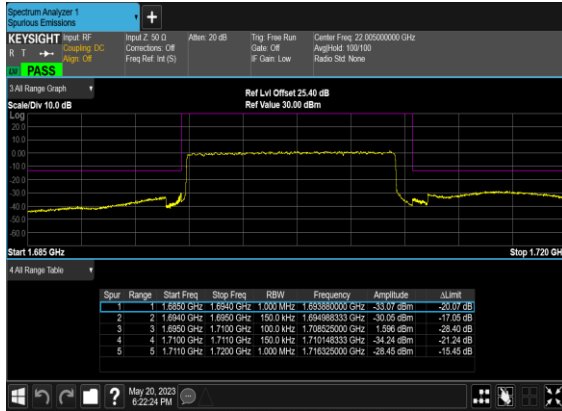 Spectrum Analyzer 1
Spurious Emissions
+
KEYSIGHT Input: RF Input Z: 50 Ω Atten: 20 dB Trig: Free Run Center Freq: 22.005000000 GHz
R T Coupling: DC Corrections: Off Gate: Off Avg|Hold: 100/100
Align: Off Freq Ref: Int (S) IF Gain: Low Radio Std: None
PASS
3 All Range Graph
Ref Lvl Offset 25.40 dB
Scale/Div 10.0 dB Ref Value 30.00 dBm
Log
20.0
10.0
0.00
-10.0
-20.0
-30.0
-40.0
-50.0
-60.0
Start 1.685 GHz Stop 1.720 GH
4 All Range Table
Spur Range Start Freq Stop Freq RBW Frequency Amplitude ΔLimit
1 1 1.6850 GHz 1.6940 GHz 1.000 MHz 1.693880000 GHz -33.07 dBm -20.07 dB
2 2 1.6940 GHz 1.6950 GHz 150.0 kHz 1.694988333 GHz -30.05 dBm -17.05 dB
3 3 1.6950 GHz 1.7100 GHz 100.0 kHz 1.708525000 GHz 1.596 dBm -28.40 dB
4 4 1.7100 GHz 1.7110 GHz 150.0 kHz 1.710148333 GHz -34.24 dBm -21.24 dB
5 5 1.7110 GHz 1.7200 GHz 1.000 MHz 1.716325000 GHz -28.45 dBm -15.45 dB
? May 20, 2023
6:22:24 PM